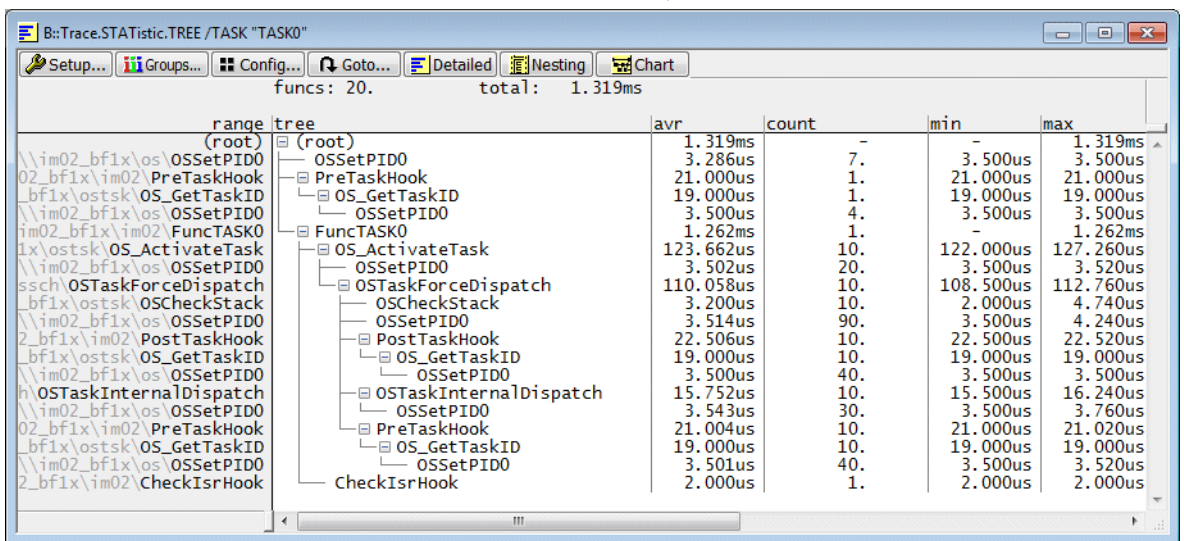 B::Trace.STATistic.TREE /TASK "TASK0"
Setup... Groups... Config... Goto... Detailed Nesting Chart
funcs: 20. total: 1.319ms
range tree avr count min max
(root) (root) 1.319ms - - 1.319ms
\\im02_bf1x\os\OSSetPID0 OSSetPID0 3.286us 7. 3.500us 3.500us
02_bf1x\im02\PreTaskHook PreTaskHook 21.000us 1. 21.000us 21.000us
_bf1x\ostsk\OS_GetTaskID OS_GetTaskID 19.000us 1. 19.000us 19.000us
\\im02_bf1x\os\OSSetPID0 OSSetPID0 3.500us 4. 3.500us 3.500us
im02_bf1x\im02\FuncTASK0 FuncTASK0 1.262ms 1. - 1.262ms
1x\ostsk\OS_ActivateTask OS_ActivateTask 123.662us 10. 122.000us 127.260us
\\im02_bf1x\os\OSSetPID0 OSSetPID0 3.502us 20. 3.500us 3.520us
ssch\OSTaskForceDispatch OSTaskForceDispatch 110.058us 10. 108.500us 112.760us
_bf1x\ostsk\OSCheckStack OSCheckStack 3.200us 10. 2.000us 4.740us
\\im02_bf1x\os\OSSetPID0 OSSetPID0 3.514us 90. 3.500us 4.240us
2_bf1x\im02\PostTaskHook PostTaskHook 22.506us 10. 22.500us 22.520us
_bf1x\ostsk\OS_GetTaskID OS_GetTaskID 19.000us 10. 19.000us 19.000us
\\im02_bf1x\os\OSSetPID0 OSSetPID0 3.500us 40. 3.500us 3.500us
h\OSTaskInternalDispatch OSTaskInternalDispatch 15.752us 10. 15.500us 16.240us
\\im02_bf1x\os\OSSetPID0 OSSetPID0 3.543us 30. 3.500us 3.760us
02_bf1x\im02\PreTaskHook PreTaskHook 21.004us 10. 21.000us 21.020us
_bf1x\ostsk\OS_GetTaskID OS_GetTaskID 19.000us 10. 19.000us 19.000us
\\im02_bf1x\os\OSSetPID0 OSSetPID0 3.501us 40. 3.500us 3.520us
2_bf1x\im02\CheckIsrHook CheckIsrHook 2.000us 1. 2.000us 2.000us